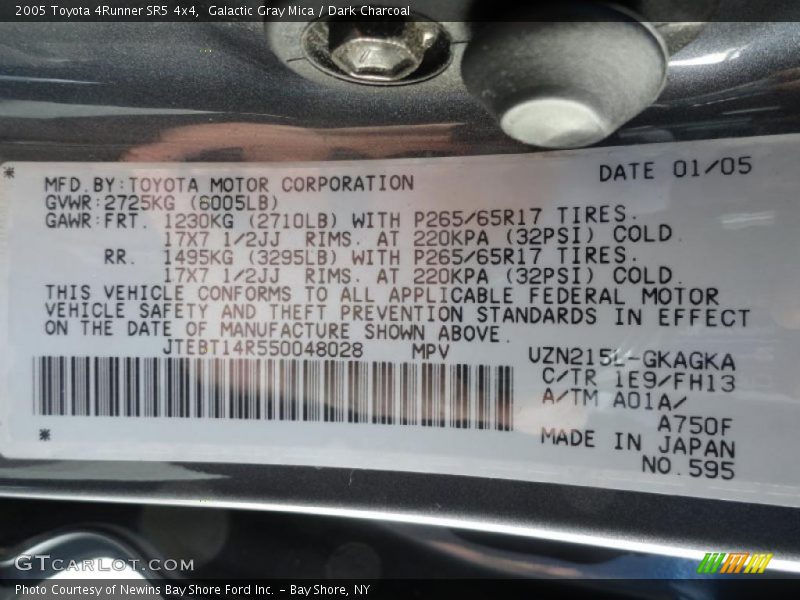 2005 Toyota 4Runner SR5 4x4, Galactic Gray Mica / Dark Charcoal
MFD.BY:TOYOTA MOTOR CORPORATION DATE 01/05
GVWR:2725KG (6005LB)
GAWR:FRT. 1230KG (2710LB) WITH P265/65R17 TIRES.
17X7 1/2JJ RIMS. AT 220KPA (32PSI) COLD.
RR. 1495KG (3295LB) WITH P265/65R17 TIRES.
17X7 1/2JJ RIMS. AT 220KPA (32PSI) COLD.
THIS VEHICLE CONFORMS TO ALL APPLICABLE FEDERAL MOTOR
VEHICLE SAFETY AND THEFT PREVENTION STANDARDS IN EFFECT
ON THE DATE OF MANUFACTURE SHOWN ABOVE.
JTEBT14R550048028 MPV UZN215L-GKAGKA
C/TR 1E9/FH13
A/TM A01A/
A750F
MADE IN JAPAN
NO.595
GTCARLOT.COM
Photo Courtesy of Newins Bay Shore Ford Inc. - Bay Shore, NY